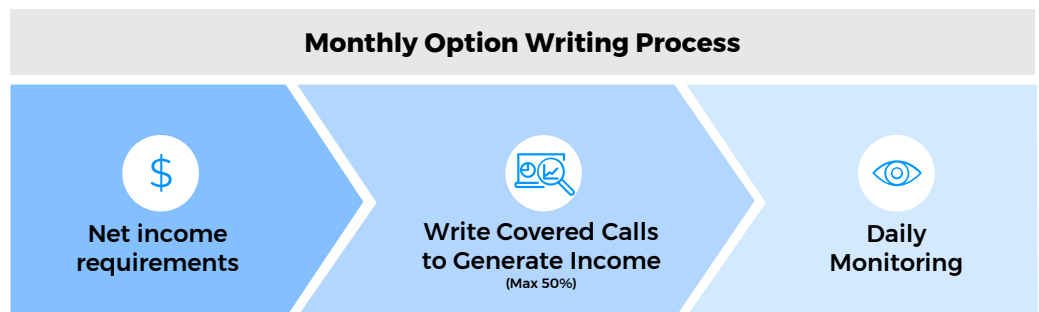 Monthly Option Writing Process
$
Net income
requirements
Write Covered Calls
to Generate Income
(Max 50%)
Daily
Monitoring